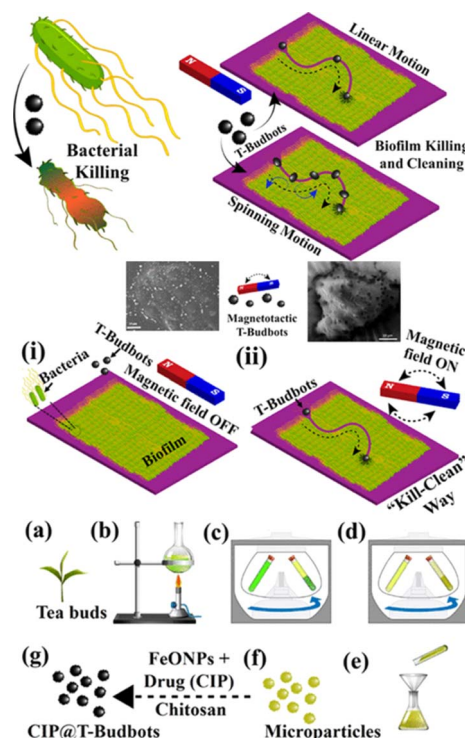 Linear Motion
N S
T-Budbots
Bacterial
Killing
Biofilm Killing
and Cleaning
Spinning Motion
N S
Magnetotactic
T-Budbots
(i)
T-Budbots
Bacteria
N S
Magnetic field OFF
Biofilm
(ii)
Magnetic
field ON
N S
T-Budbots
"Kill-Clean"
Way
(a)
(b)
(c)
(d)
Tea buds
(g)
FeONPs +
Drug (CIP)
Chitosan
(f)
(e)
CIP@T-Budbots
Microparticles